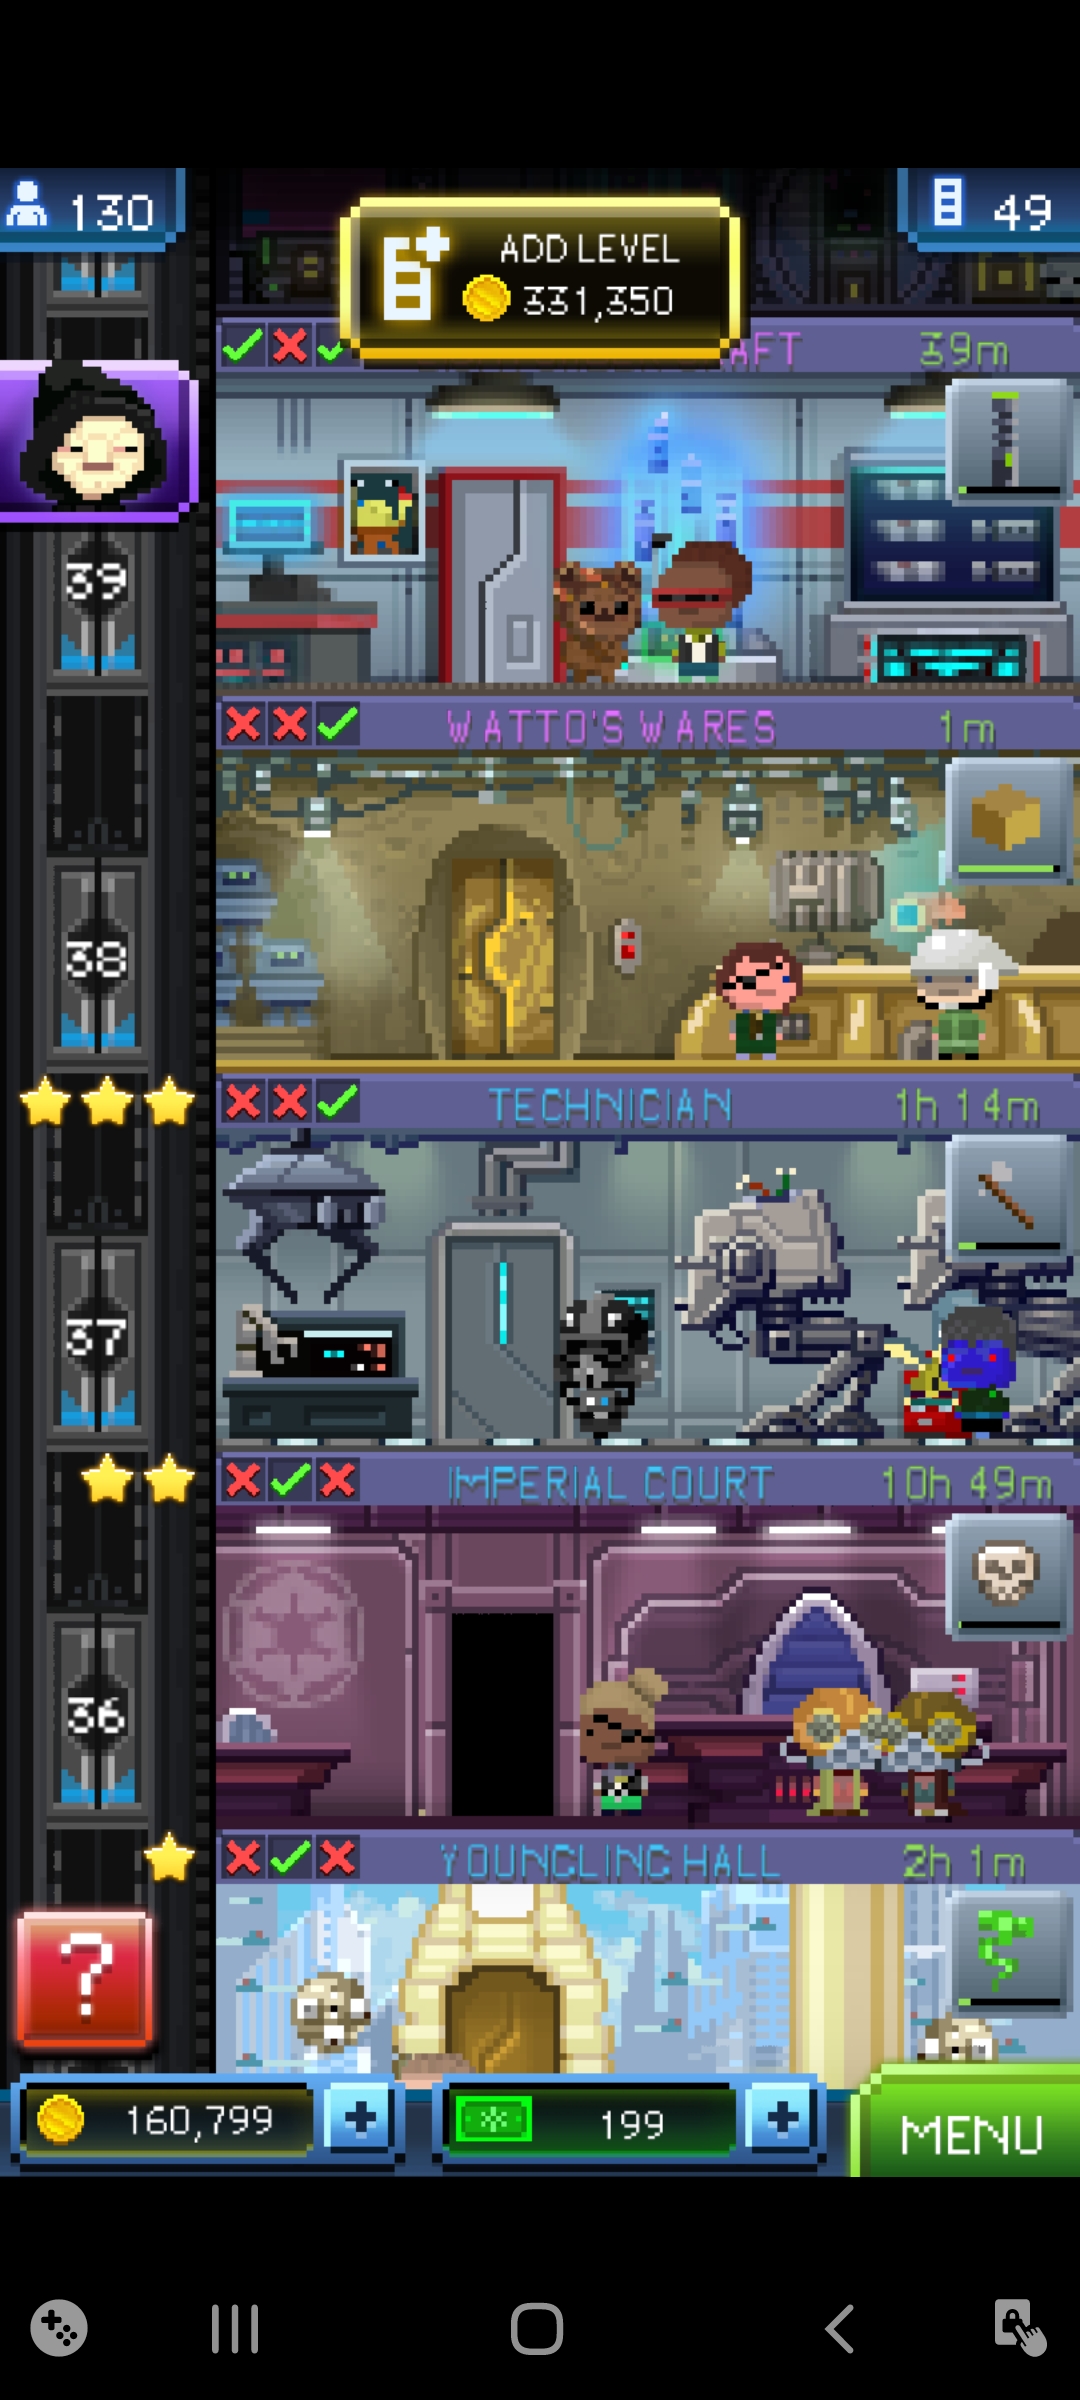 130
49
ADD LEVEL
331,350
AFT 39m
39
WATTO'S WARES 1m
38
TECHNICIAN 1h 14m
37
IMPERIAL COURT 10h 49m
36
YOUNGLING HALL 2h 1m
?
160,799 +
199 +
MENU